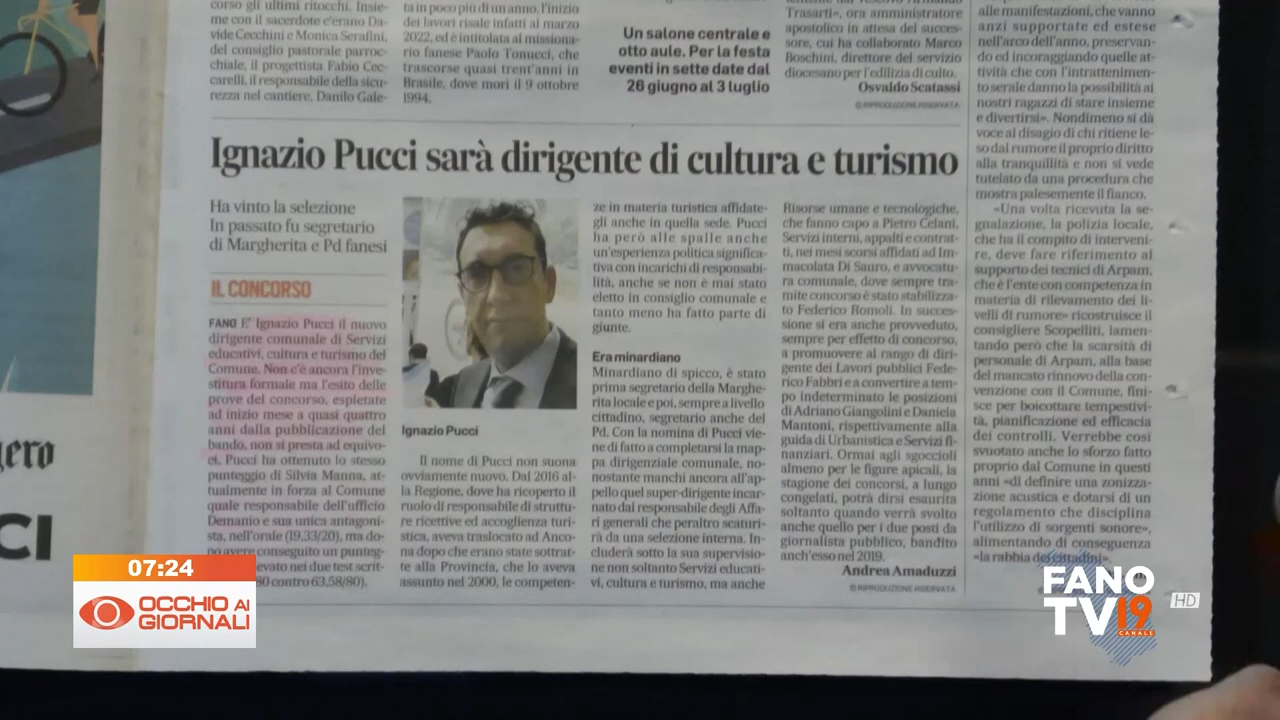 corso gli ultimi ritocchi. Insie-
me con il sacerdote c'erano Da-
vide Cecchini e Monica Serafini,
del consiglio pastorale parroc-
chiale, il progettista Fabio Cec-
carelli, il responsabile della sicu-
rezza nel cantiere, Danilo Gale-
ta in poco più di un anno, l'inizio
dei lavori risale infatti al marzo
2022, ed è intitolata al missiona-
rio fanese Paolo Tonucci, che
trascorse quasi trent'anni in
Brasile, dove morì il 9 ottobre
1994.
Un salone centrale e
otto aule. Per la festa
eventi in sette date dal
26 giugno al 3 luglio
Trasarti», ora amministratore
apostolico in attesa del succes-
sore, cui ha collaborato Marco
Boschini, direttore del servizio
diocesano per l'edilizia di culto.
Osvaldo Scatassi
© RIPRODUZIONE RISERVATA
alle manifestazioni, che vanno
anzi supportate ed estese
nell'arco dell'anno, preservan-
do ed incoraggiando quelle at-
tività che con l'intrattenimen-
to serale danno la possibilità ai
nostri ragazzi di stare insieme
e divertirsi». Nondimeno si dà
voce al disagio di chi ritiene le-
so dal rumore il proprio diritto
alla tranquillità e non si vede
tutelato da una procedura che
mostra palesemente il fianco.
«Una volta ricevuta la se-
gnalazione, la polizia locale,
che ha il compito di interveni-
re, deve fare riferimento al
supporto dei tecnici di Arpam,
che è l'ente con competenza in
materia di rilevamento dei li-
velli di rumore» ricostruisce il
consigliere Scopelliti, lamen-
tando però che la scarsità di
personale di Arpam, alla base
del mancato rinnovo della con-
venzione con il Comune, fini-
sce per boicottare tempestivi-
tà, pianificazione ed efficacia
dei controlli. Verrebbe così
svuotato anche lo sforzo fatto
proprio dal Comune in questi
anni «di definire una zonizza-
zione acustica e dotarsi di un
regolamento che disciplina
l'utilizzo di sorgenti sonore»,
alimentando di conseguenza
«la rabbia dei cittadini».
Ignazio Pucci sarà dirigente di cultura e turismo
Ha vinto la selezione
In passato fu segretario
di Margherita e Pd fanesi
IL CONCORSO
FANO E' Ignazio Pucci il nuovo
dirigente comunale di Servizi
educativi, cultura e turismo del
Comune. Non c'è ancora l'inve-
stitura formale ma l'esito delle
prove del concorso, espletate
ad inizio mese a quasi quattro
anni dalla pubblicazione del
bando, non si presta ad equivo-
ci. Pucci ha ottenuto lo stesso
punteggio di Silvia Manna, at-
tualmente in forza al Comune
quale responsabile dell'ufficio
Demanio e sua unica antagoni-
sta, nell'orale (19,33/20), ma do-
po avere conseguito un punteg-
evato nei due test scrit-
80 contro 63,58/80).
Ignazio Pucci
Il nome di Pucci non suona
ovviamente nuovo. Dal 2016 al-
la Regione, dove ha ricoperto il
ruolo di responsabile di struttu-
re ricettive ed accoglienza turi-
stica, aveva traslocato ad Anco-
na dopo che erano state sottrat-
te alla Provincia, che lo aveva
assunto nel 2000, le competen-
ze in materia turistica affidate-
gli anche in quella sede. Pucci
ha però alle spalle anche
un'esperienza politica significa-
tiva con incarichi di responsabi-
lità, anche se non è mai stato
eletto in consiglio comunale e
tanto meno ha fatto parte di
giunte.
Era minardiano
Minardiano di spicco, è stato
prima segretario della Marghe-
rita locale e poi, sempre a livello
cittadino, segretario anche del
Pd. Con la nomina di Pucci vie-
ne di fatto a completarsi la map-
pa dirigenziale comunale, no-
nostante manchi ancora all'ap-
pello quel super-dirigente incar-
nato dal responsabile degli Affa-
ri generali che peraltro scaturi-
rà da una selezione interna. In-
cluderà sotto la sua supervisio-
ne non soltanto Servizi educati-
vi, cultura e turismo, ma anche
Risorse umane e tecnologiche,
che fanno capo a Pietro Celani,
Servizi interni, appalti e contrat-
ti, nei mesi scorsi affidati ad Im-
macolata Di Sauro, e avvocatu-
ra comunale, dove sempre tra-
mite concorso è stato stabilizza-
to Federico Romoli. In succes-
sione si era anche provveduto,
sempre per effetto di concorso,
a promuovere al rango di diri-
gente dei Lavori pubblici Fede-
rico Fabbri e a convertire a tem-
po indeterminato le posizioni
di Adriano Giangolini e Daniela
Mantoni, rispettivamente alla
guida di Urbanistica e Servizi fi-
nanziari. Ormai agli sgoccioli
almeno per le figure apicali, la
stagione dei concorsi, a lungo
congelati, potrà dirsi esaurita
soltanto quando verrà svolto
anche quello per i due posti da
giornalista pubblico, bandito
anch'esso nel 2019.
Andrea Amaduzzi
© RIPRODUZIONE RISERVATA
gero
CI
07:24
OCCHIO AI
GIORNALI
FANO
TV 19
CANALE
HD